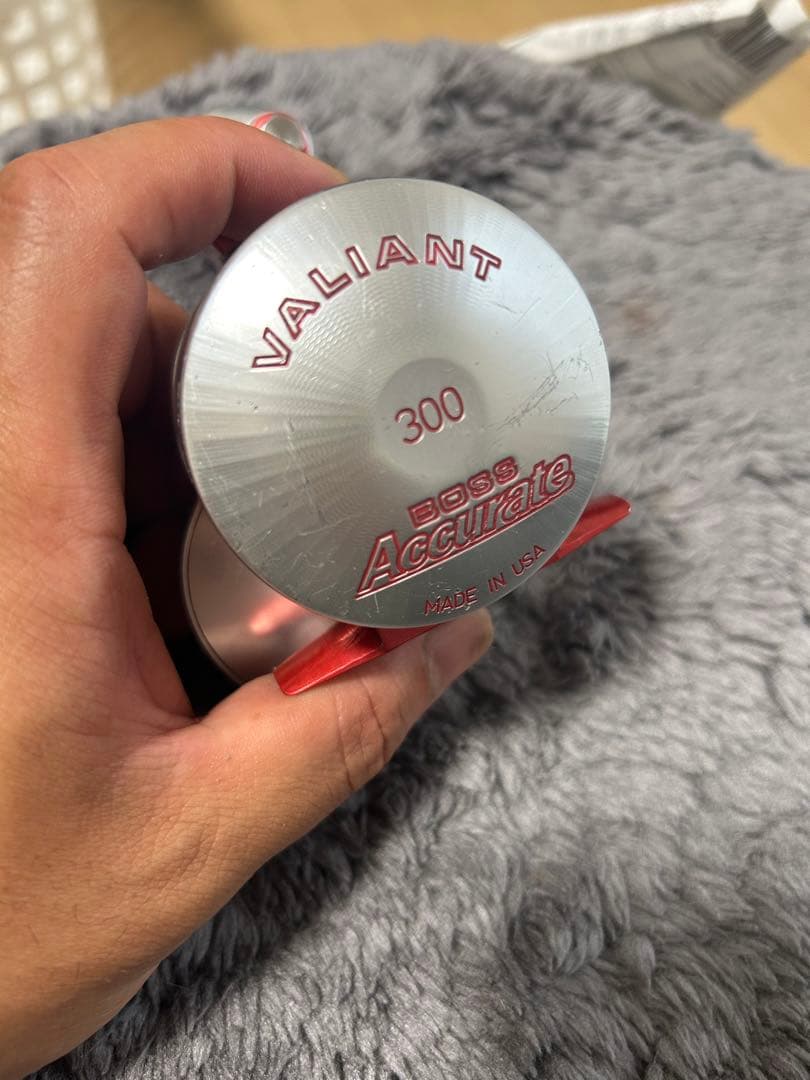 VALIANT
300
BOSS
Accurate
MADE IN USA